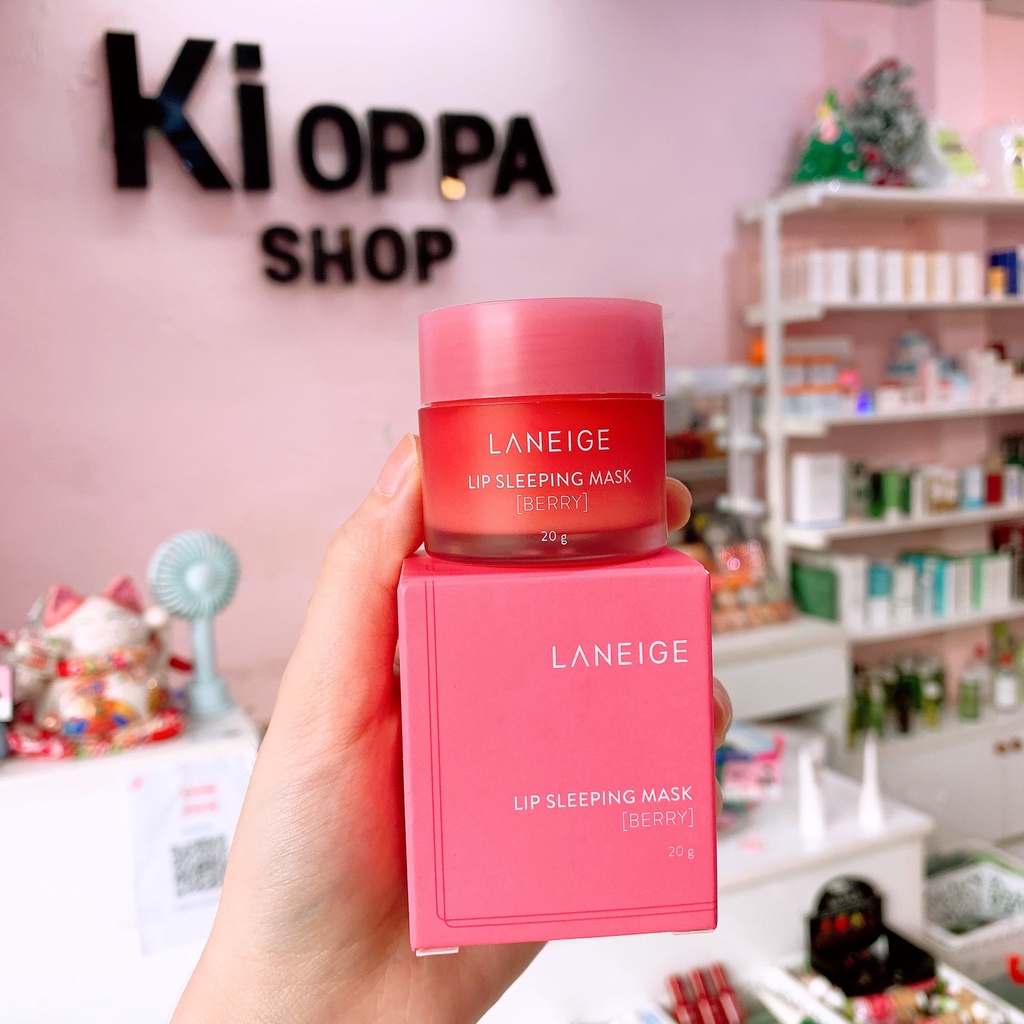 Ki OPPA
SHOP
LANEIGE
LIP SLEEPING MASK
[BERRY]
20 g
LANEIGE
LIP SLEEPING MASK
[BERRY]
20 g